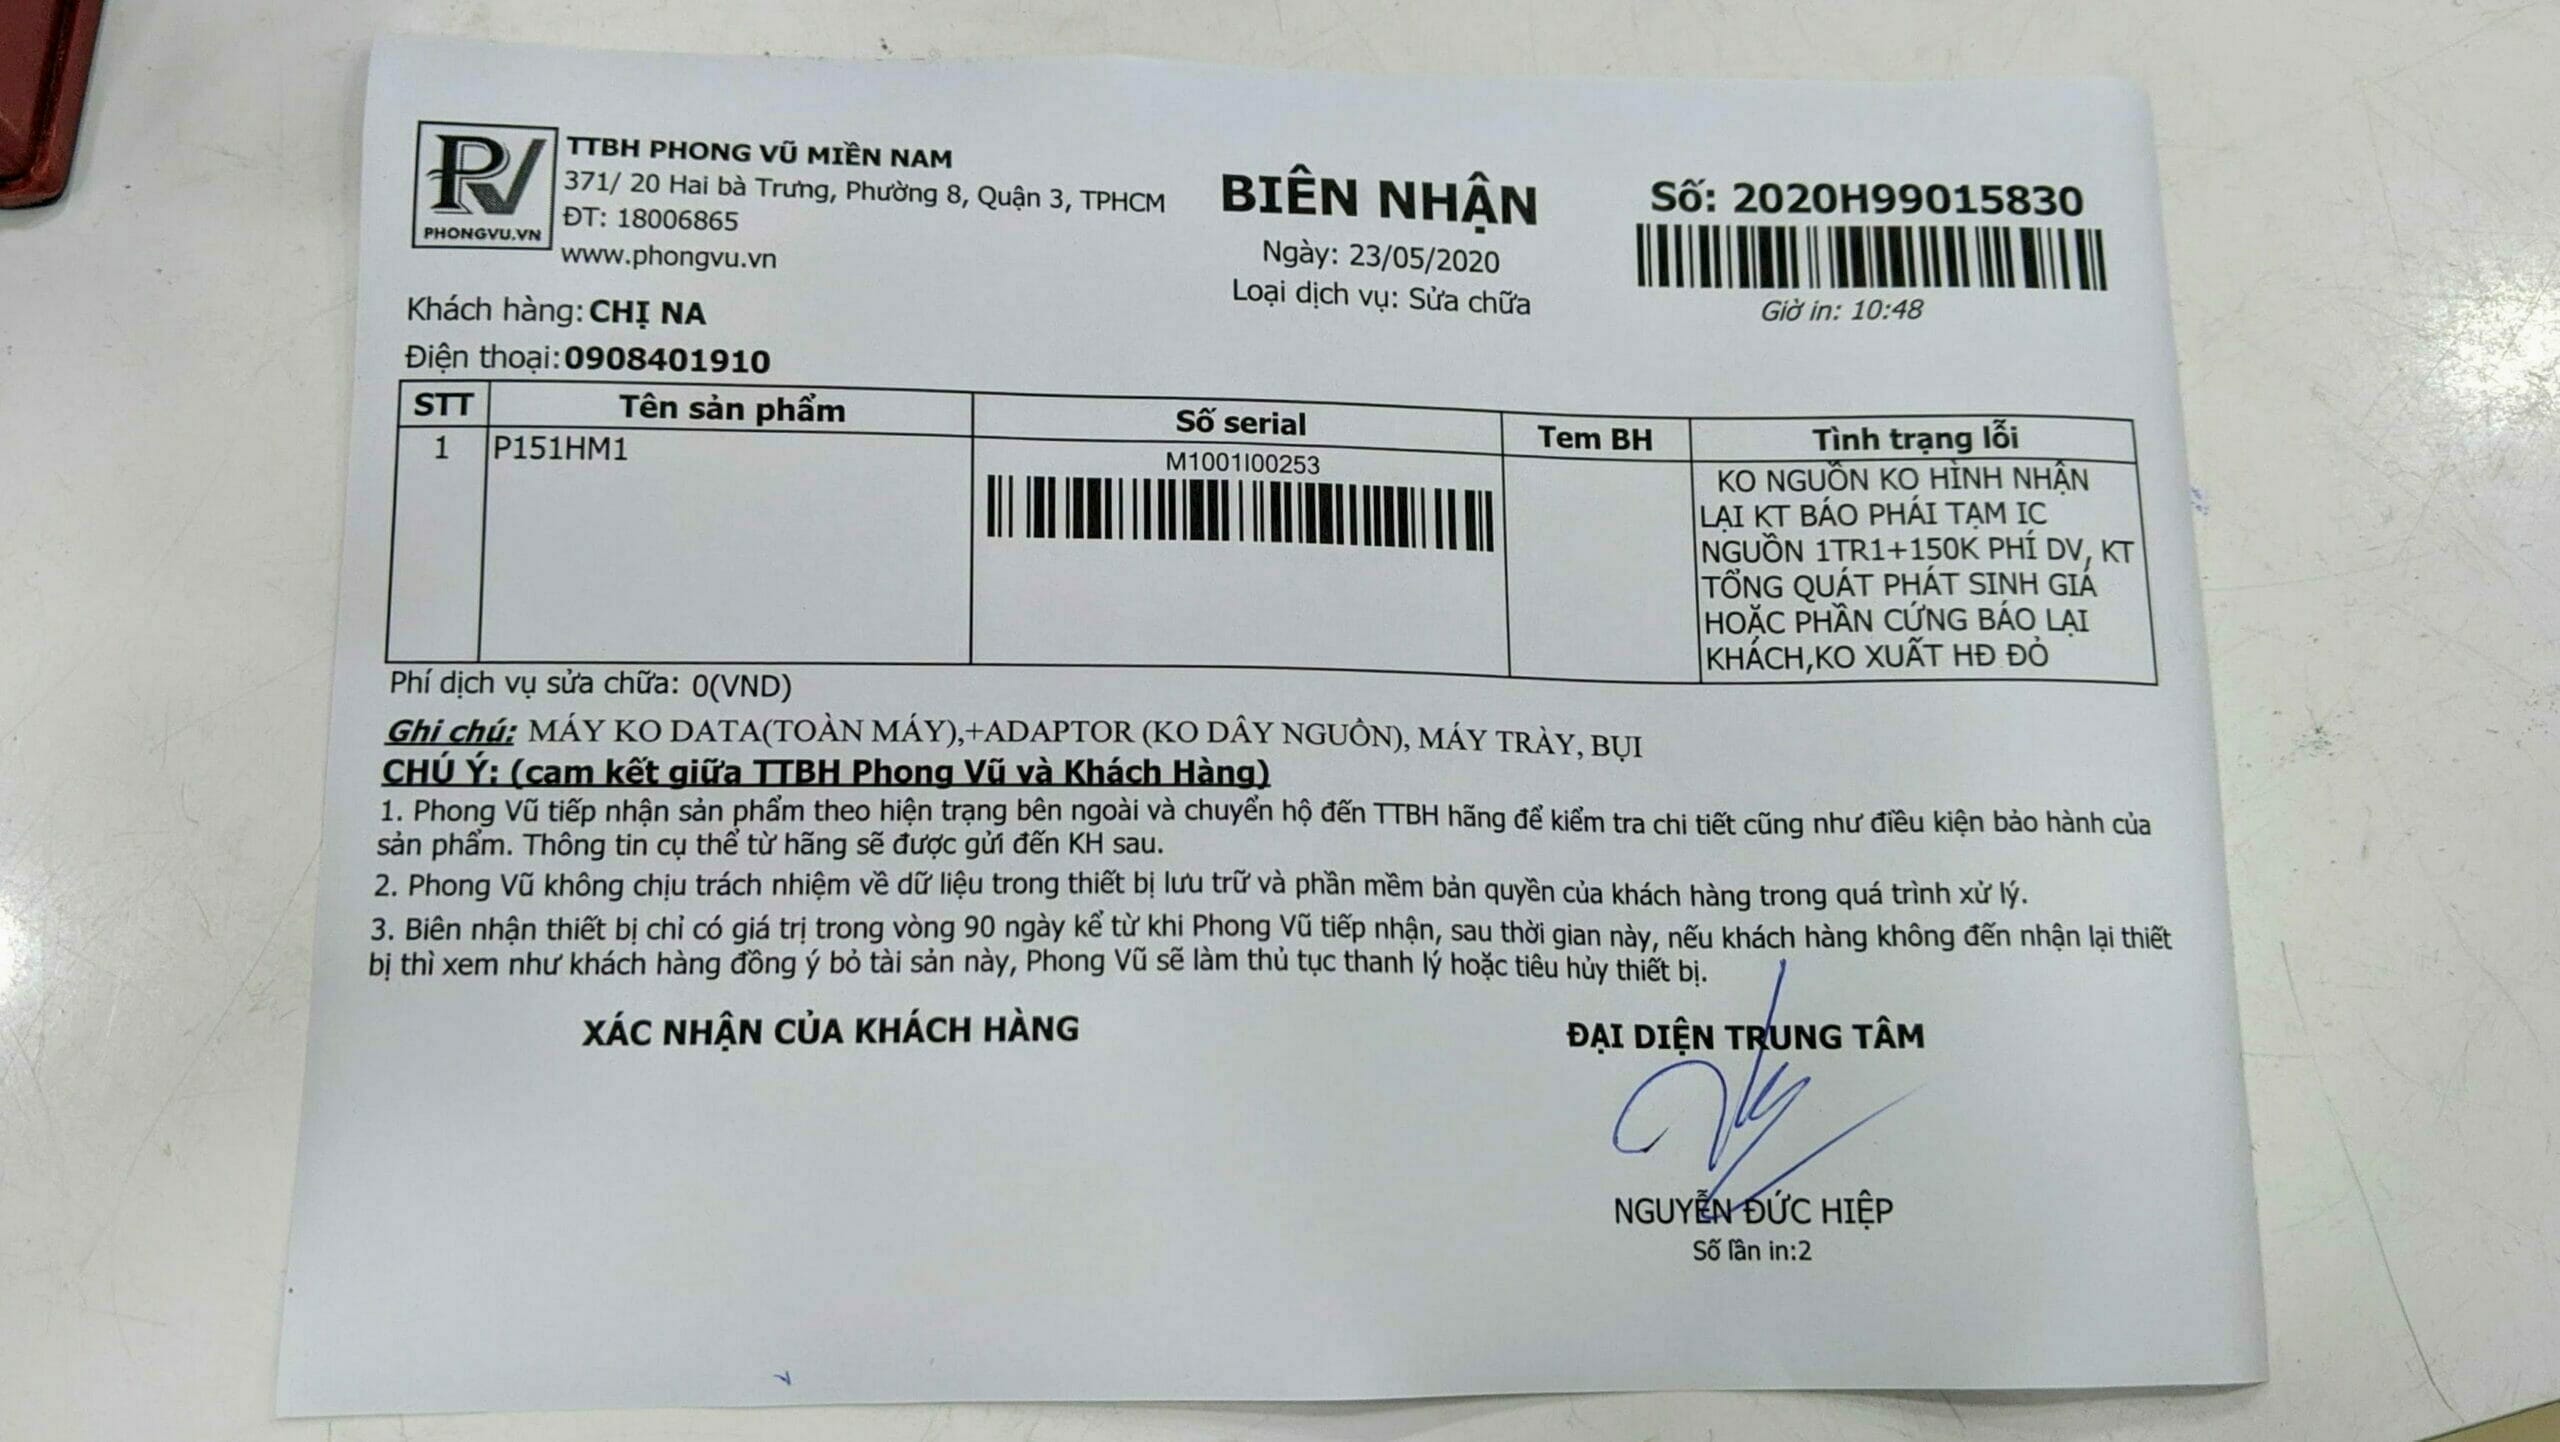 PV
PHONGVU.VN
TTBH PHONG VŨ MIỀN NAM
371/ 20 Hai bà Trưng, Phường 8, Quận 3, TPHCM
ĐT: 18006865
www.phongvu.vn
BIÊN NHẬN
Ngày: 23/05/2020
Loại dịch vụ: Sửa chữa
Số: 2020H99015830
Giờ in: 10:48
Khách hàng: CHỊ NA
Điện thoại: 0908401910
STT Tên sản phẩm Số serial Tem BH Tình trạng lỗi
1 P151HM1 M1001I00253
KO NGUỒN KO HÌNH NHẬN
LẠI KT BÁO PHÁI TẠM IC
NGUỒN 1TR1+150K PHÍ DV, KT
TỔNG QUÁT PHÁT SINH GIÁ
HOẶC PHẦN CỨNG BÁO LẠI
KHÁCH,KO XUẤT HĐ ĐỎ
Phí dịch vụ sửa chữa: 0(VND)
Ghi chú: MÁY KO DATA(TOÀN MÁY),+ADAPTOR (KO DÂY NGUỒN), MÁY TRÀY, BỤI
CHÚ Ý: (cam kết giữa TTBH Phong Vũ và Khách Hàng)
1. Phong Vũ tiếp nhận sản phẩm theo hiện trạng bên ngoài và chuyển hộ đến TTBH hãng để kiểm tra chi tiết cũng như điều kiện bảo hành của
sản phẩm. Thông tin cụ thể từ hãng sẽ được gửi đến KH sau.
2. Phong Vũ không chịu trách nhiệm về dữ liệu trong thiết bị lưu trữ và phần mềm bản quyền của khách hàng trong quá trình xử lý.
3. Biên nhận thiết bị chỉ có giá trị trong vòng 90 ngày kể từ khi Phong Vũ tiếp nhận, sau thời gian này, nếu khách hàng không đến nhận lại thiết
bị thì xem như khách hàng đồng ý bỏ tài sản này, Phong Vũ sẽ làm thủ tục thanh lý hoặc tiêu hủy thiết bị.
XÁC NHẬN CỦA KHÁCH HÀNG
ĐẠI DIỆN TRUNG TÂM
NGUYỄN ĐỨC HIỆP
Số lần in:2